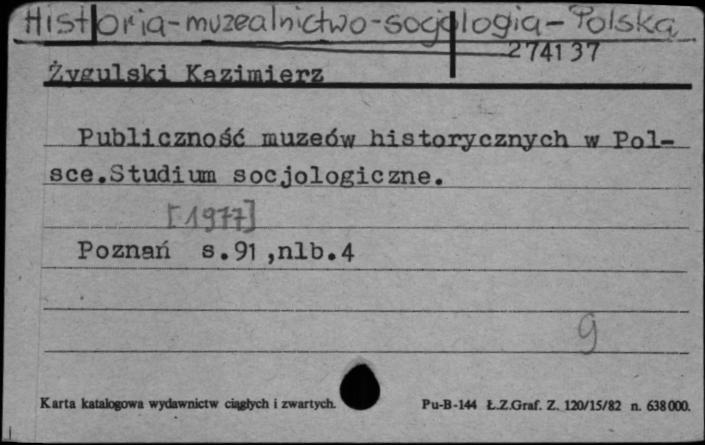 Historia-muzealnictwo-socjologia-Polska
274137
Żygulski Kazimierz
Publiczność muzeów historycznych w Pol-
sce.Studium socjologiczne.
[1977]
Poznań s.91,nlb.4
9
Karta katalogowa wydawnictw ciągłych i zwartych.
Pu-B-144 Ł.Z.Graf. Z. 120/15/82 n. 638000.